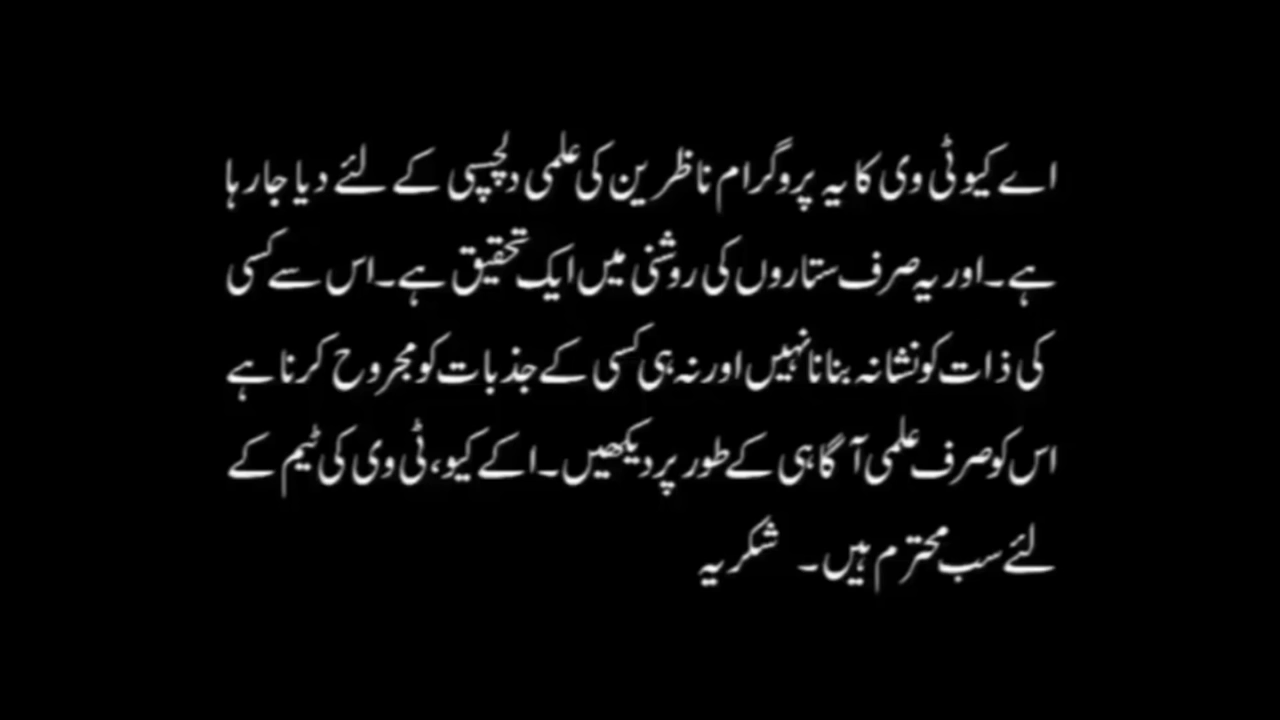 اے کیو ٹی وی کا یہ پروگرام ناظرین کی علمی دلچسپی کے لئے دیا جا رہا
ہے۔ اور یہ صرف ستاروں کی روشنی میں ایک تحقیق ہے۔ اس سے کسی
کی ذات کو نشانہ بنانا نہیں اور نہ ہی کسی کے جذبات کو مجروح کرنا ہے
اس کو صرف علمی آگاہی کے طور پر دیکھیں۔ اکے کیو، ٹی وی کی ٹیم کے
لئے سب محترم ہیں۔ شکریہ